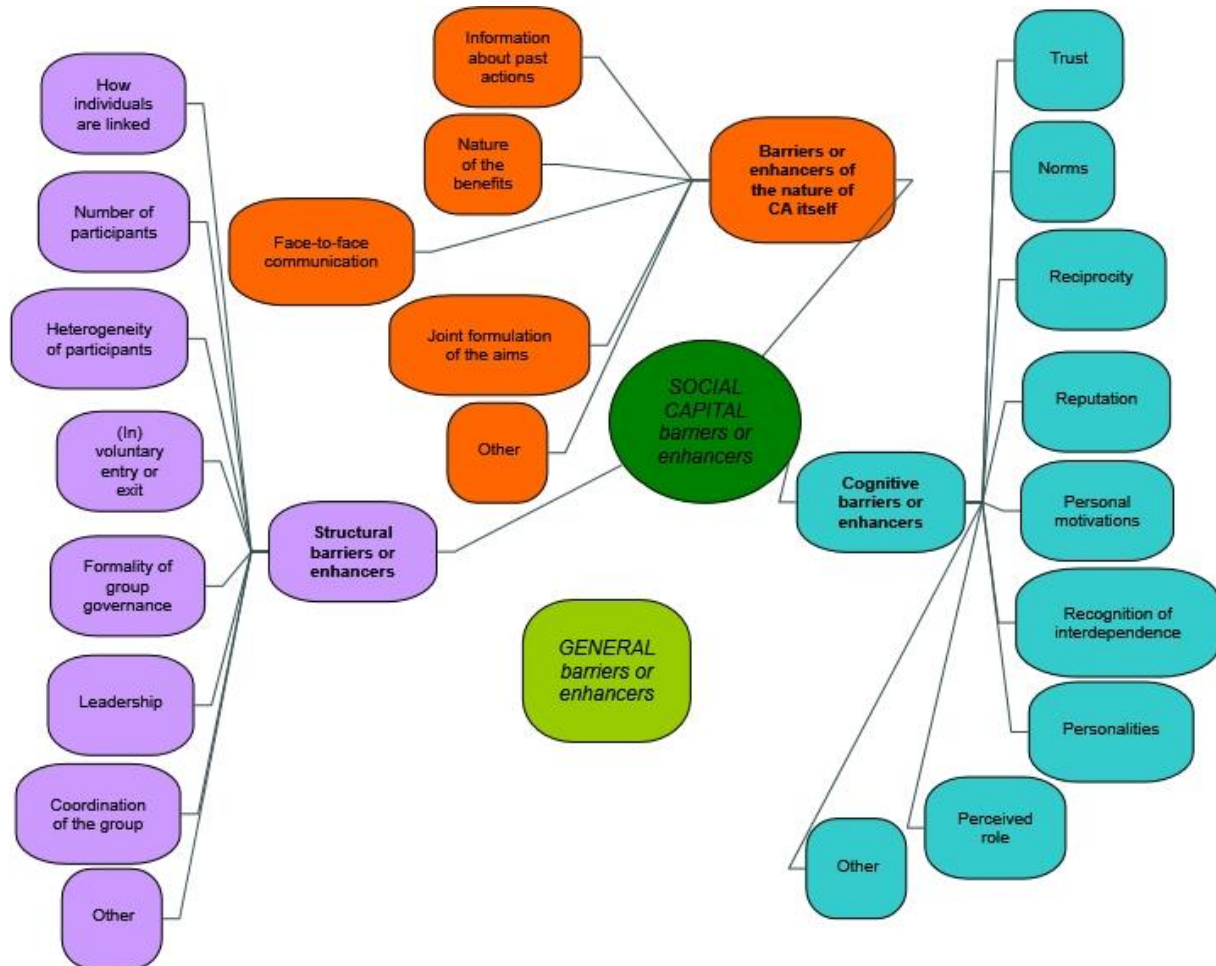 How
individuals
are linked
Number of
participants
Heterogeneity
of participants
(In)
voluntary
entry or
exit
Formality of
group
governance
Leadership
Coordination
of the group
Other
Structural
barriers or
enhancers
Information
about past
actions
Nature
of the
benefits
Face-to-face
communication
Joint formulation
of the aims
Other
Barriers or
enhancers of
the nature of
CA itself
SOCIAL
CAPITAL
barriers or
enhancers
GENERAL
barriers or
enhancers
Cognitive
barriers or
enhancers
Trust
Norms
Reciprocity
Reputation
Personal
motivations
Recognition of
interdependence
Personalities
Perceived
role
Other